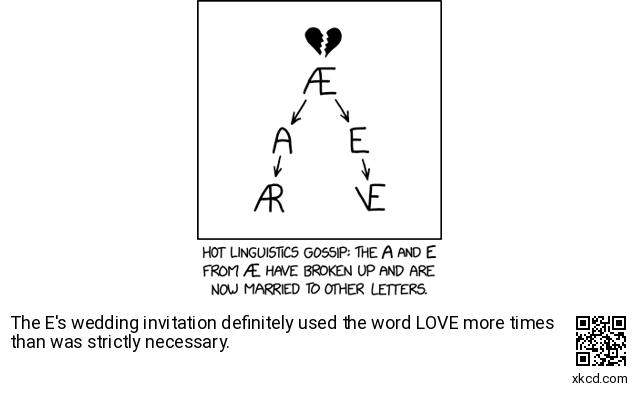 Æ
A E
AR VE
HOT LINGUISTICS GOSSIP: THE A AND E
FROM Æ HAVE BROKEN UP AND ARE
NOW MARRIED TO OTHER LETTERS.
The E's wedding invitation definitely used the word LOVE more times
than was strictly necessary.
xkcd.com